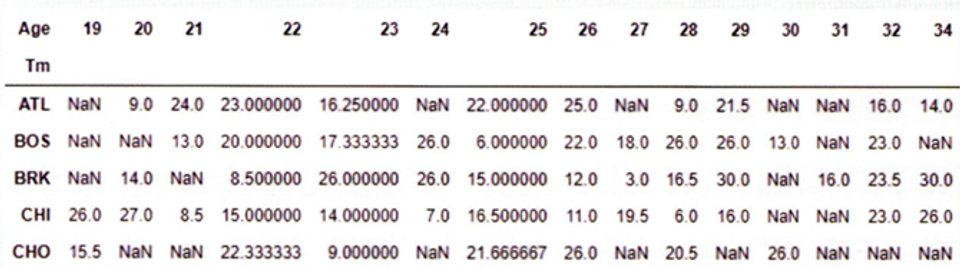 Age 19 20 21 22 23 24 25 26 27 28 29 30 31 32 34
Tm
ATL NaN 9.0 24.0 23.000000 16.250000 NaN 22.000000 25.0 NaN 9.0 21.5 NaN NaN 16.0 14.0
BOS NaN NaN 13.0 20.000000 17.333333 26.0 6.000000 22.0 18.0 26.0 26.0 13.0 NaN 23.0 NaN
BRK NaN 14.0 NaN 8.500000 26.000000 26.0 15.000000 12.0 3.0 16.5 30.0 NaN 16.0 23.5 30.0
CHI 26.0 27.0 8.5 15.000000 14.000000 7.0 16.500000 11.0 19.5 6.0 16.0 NaN NaN 23.0 26.0
CHO 15.5 NaN NaN 22.333333 9.000000 NaN 21.666667 26.0 NaN 20.5 NaN 26.0 NaN NaN NaN